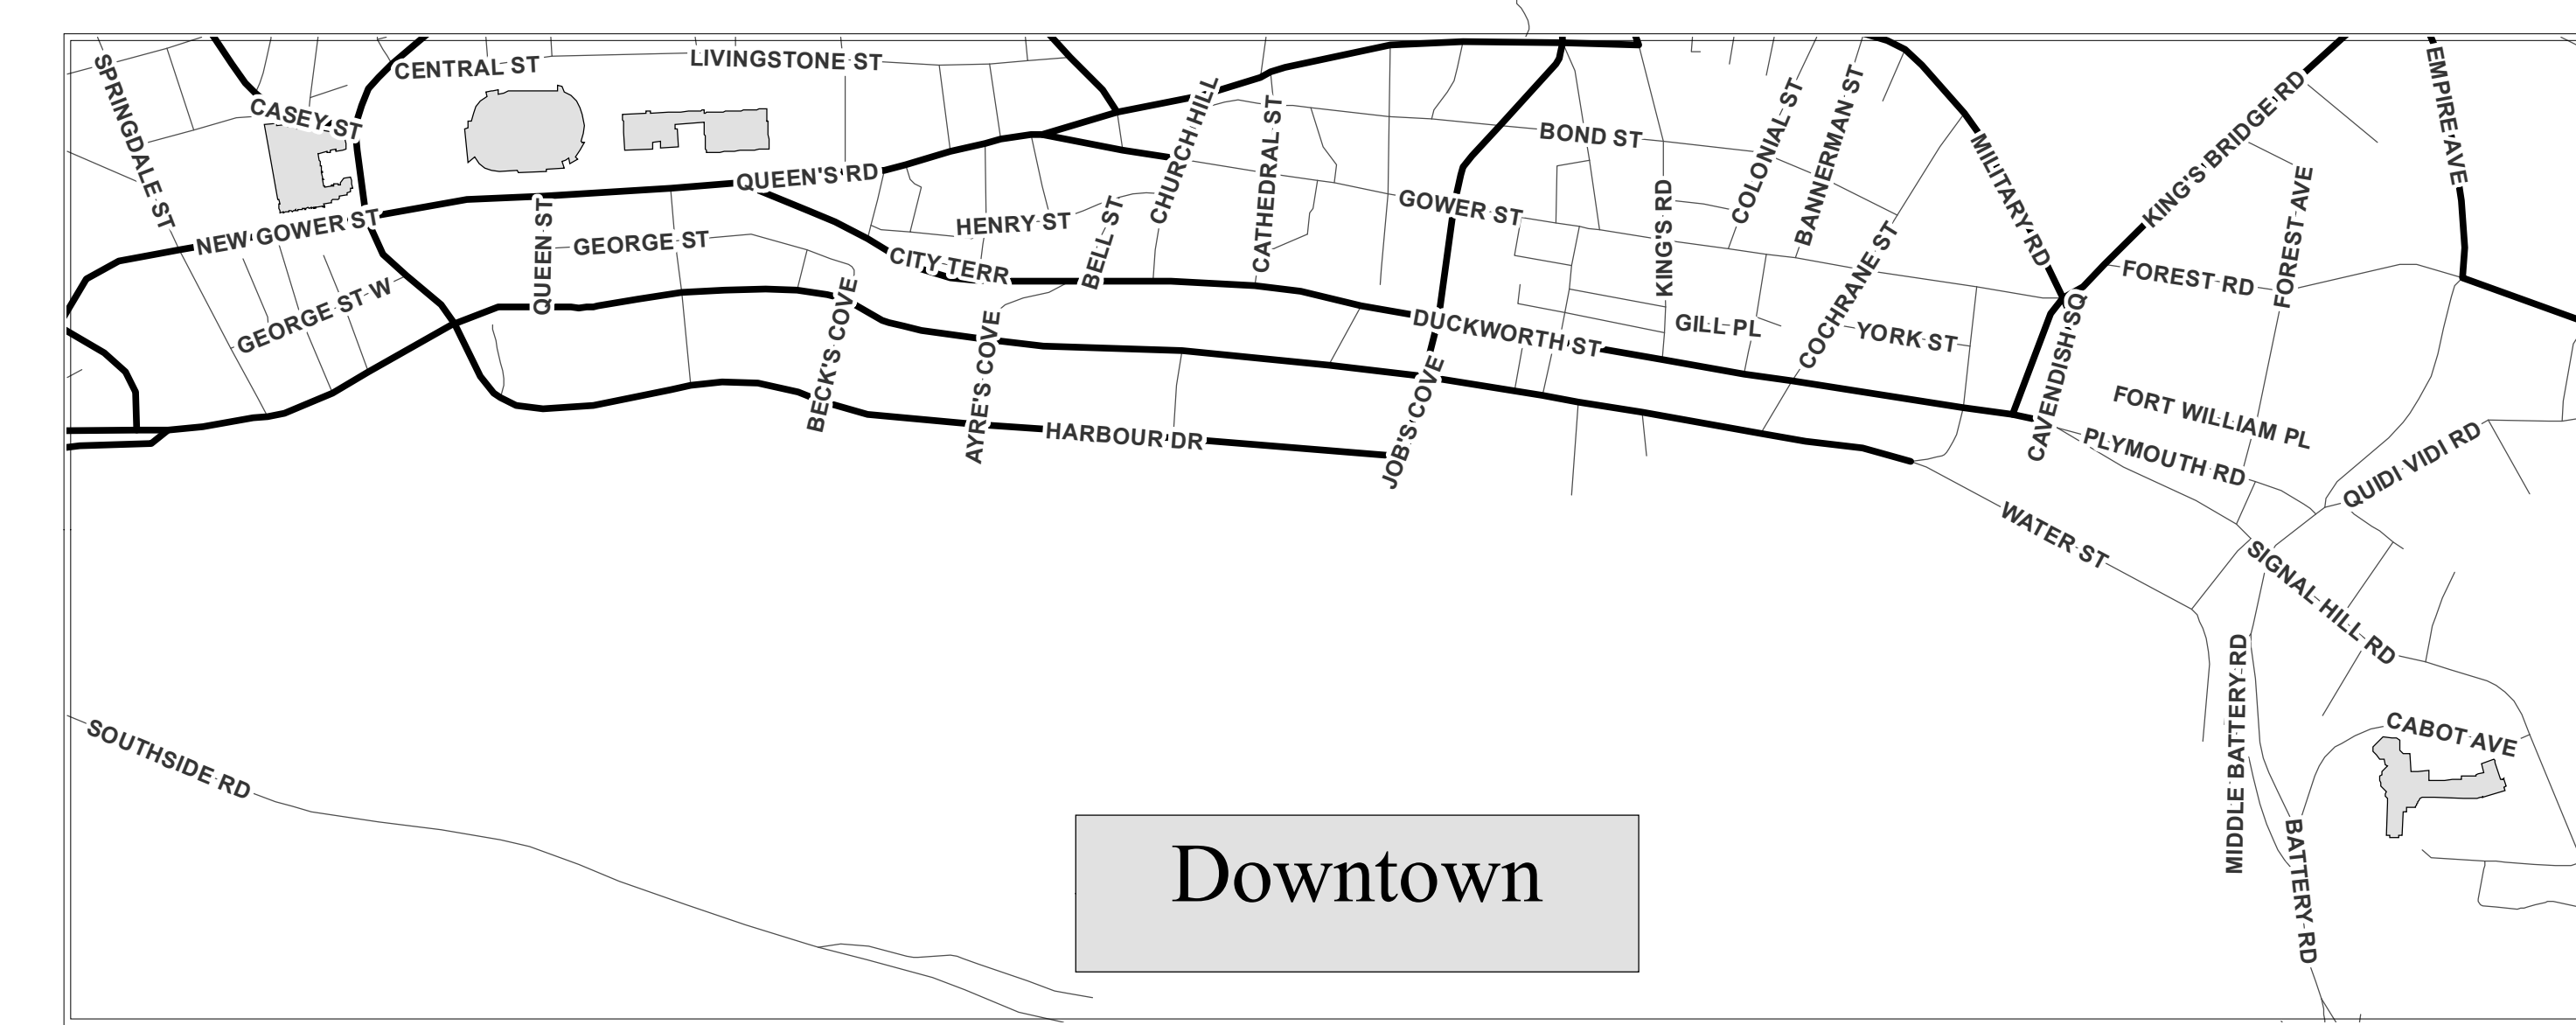 SPRINGDALE ST
CASEY ST
CENTRAL ST
LIVINGSTONE ST
CHURCH HILL
CATHEDRAL ST
BOND ST
COLONIAL ST
BANNERMAN ST
MILITARY RD
KING'S BRIDGE RD
EMPIRE AVE
NEW GOWER ST
QUEEN'S RD
QUEEN ST
GEORGE ST
HENRY ST
BELL ST
CITY TERR
GOWER ST
KING'S RD
COCHRANE ST
FOREST AVE
FOREST RD
GEORGE ST W
BECK'S COVE
AYRE'S COVE
HARBOUR DR
JOB'S COVE
DUCKWORTH ST
GILL PL
YORK ST
CAVENDISH SQ
FORT WILLIAM PL
PLYMOUTH RD
QUIDI VIDI RD
WATER ST
SIGNAL HILL RD
MIDDLE BATTERY RD
CABOT AVE
BATTERY RD
SOUTHSIDE RD
Downtown